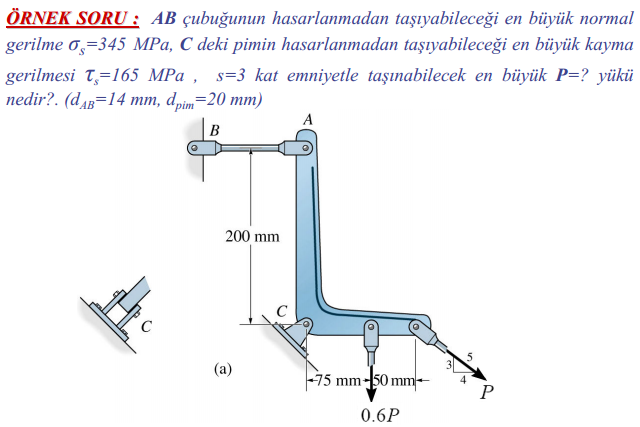 ÖRNEK SORU : AB çubuğunun hasarlanmadan taşıyabileceği en büyük normal
gerilme σs=345 MPa, C deki pimin hasarlanmadan taşıyabileceği en büyük kayma
gerilmesi τs=165 MPa , s=3 kat emniyetle taşınabilecek en büyük P=? yükü
nedir?. (dAB=14 mm, dpim=20 mm)
A
B
200 mm
C
C
(a)
75 mm
50 mm
3
5
4
P
0.6P